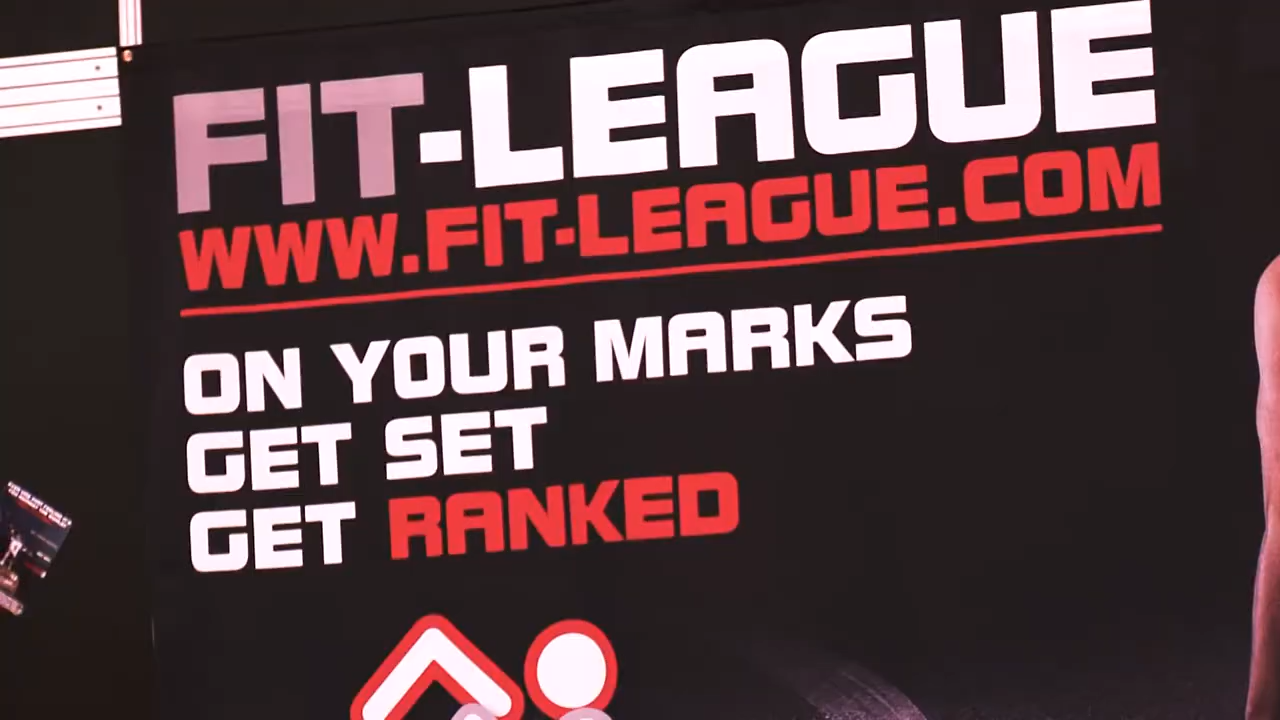 FIT-LEAGUE
WWW.FIT-LEAGUE.COM
ON YOUR MARKS
GET SET
GET RANKED